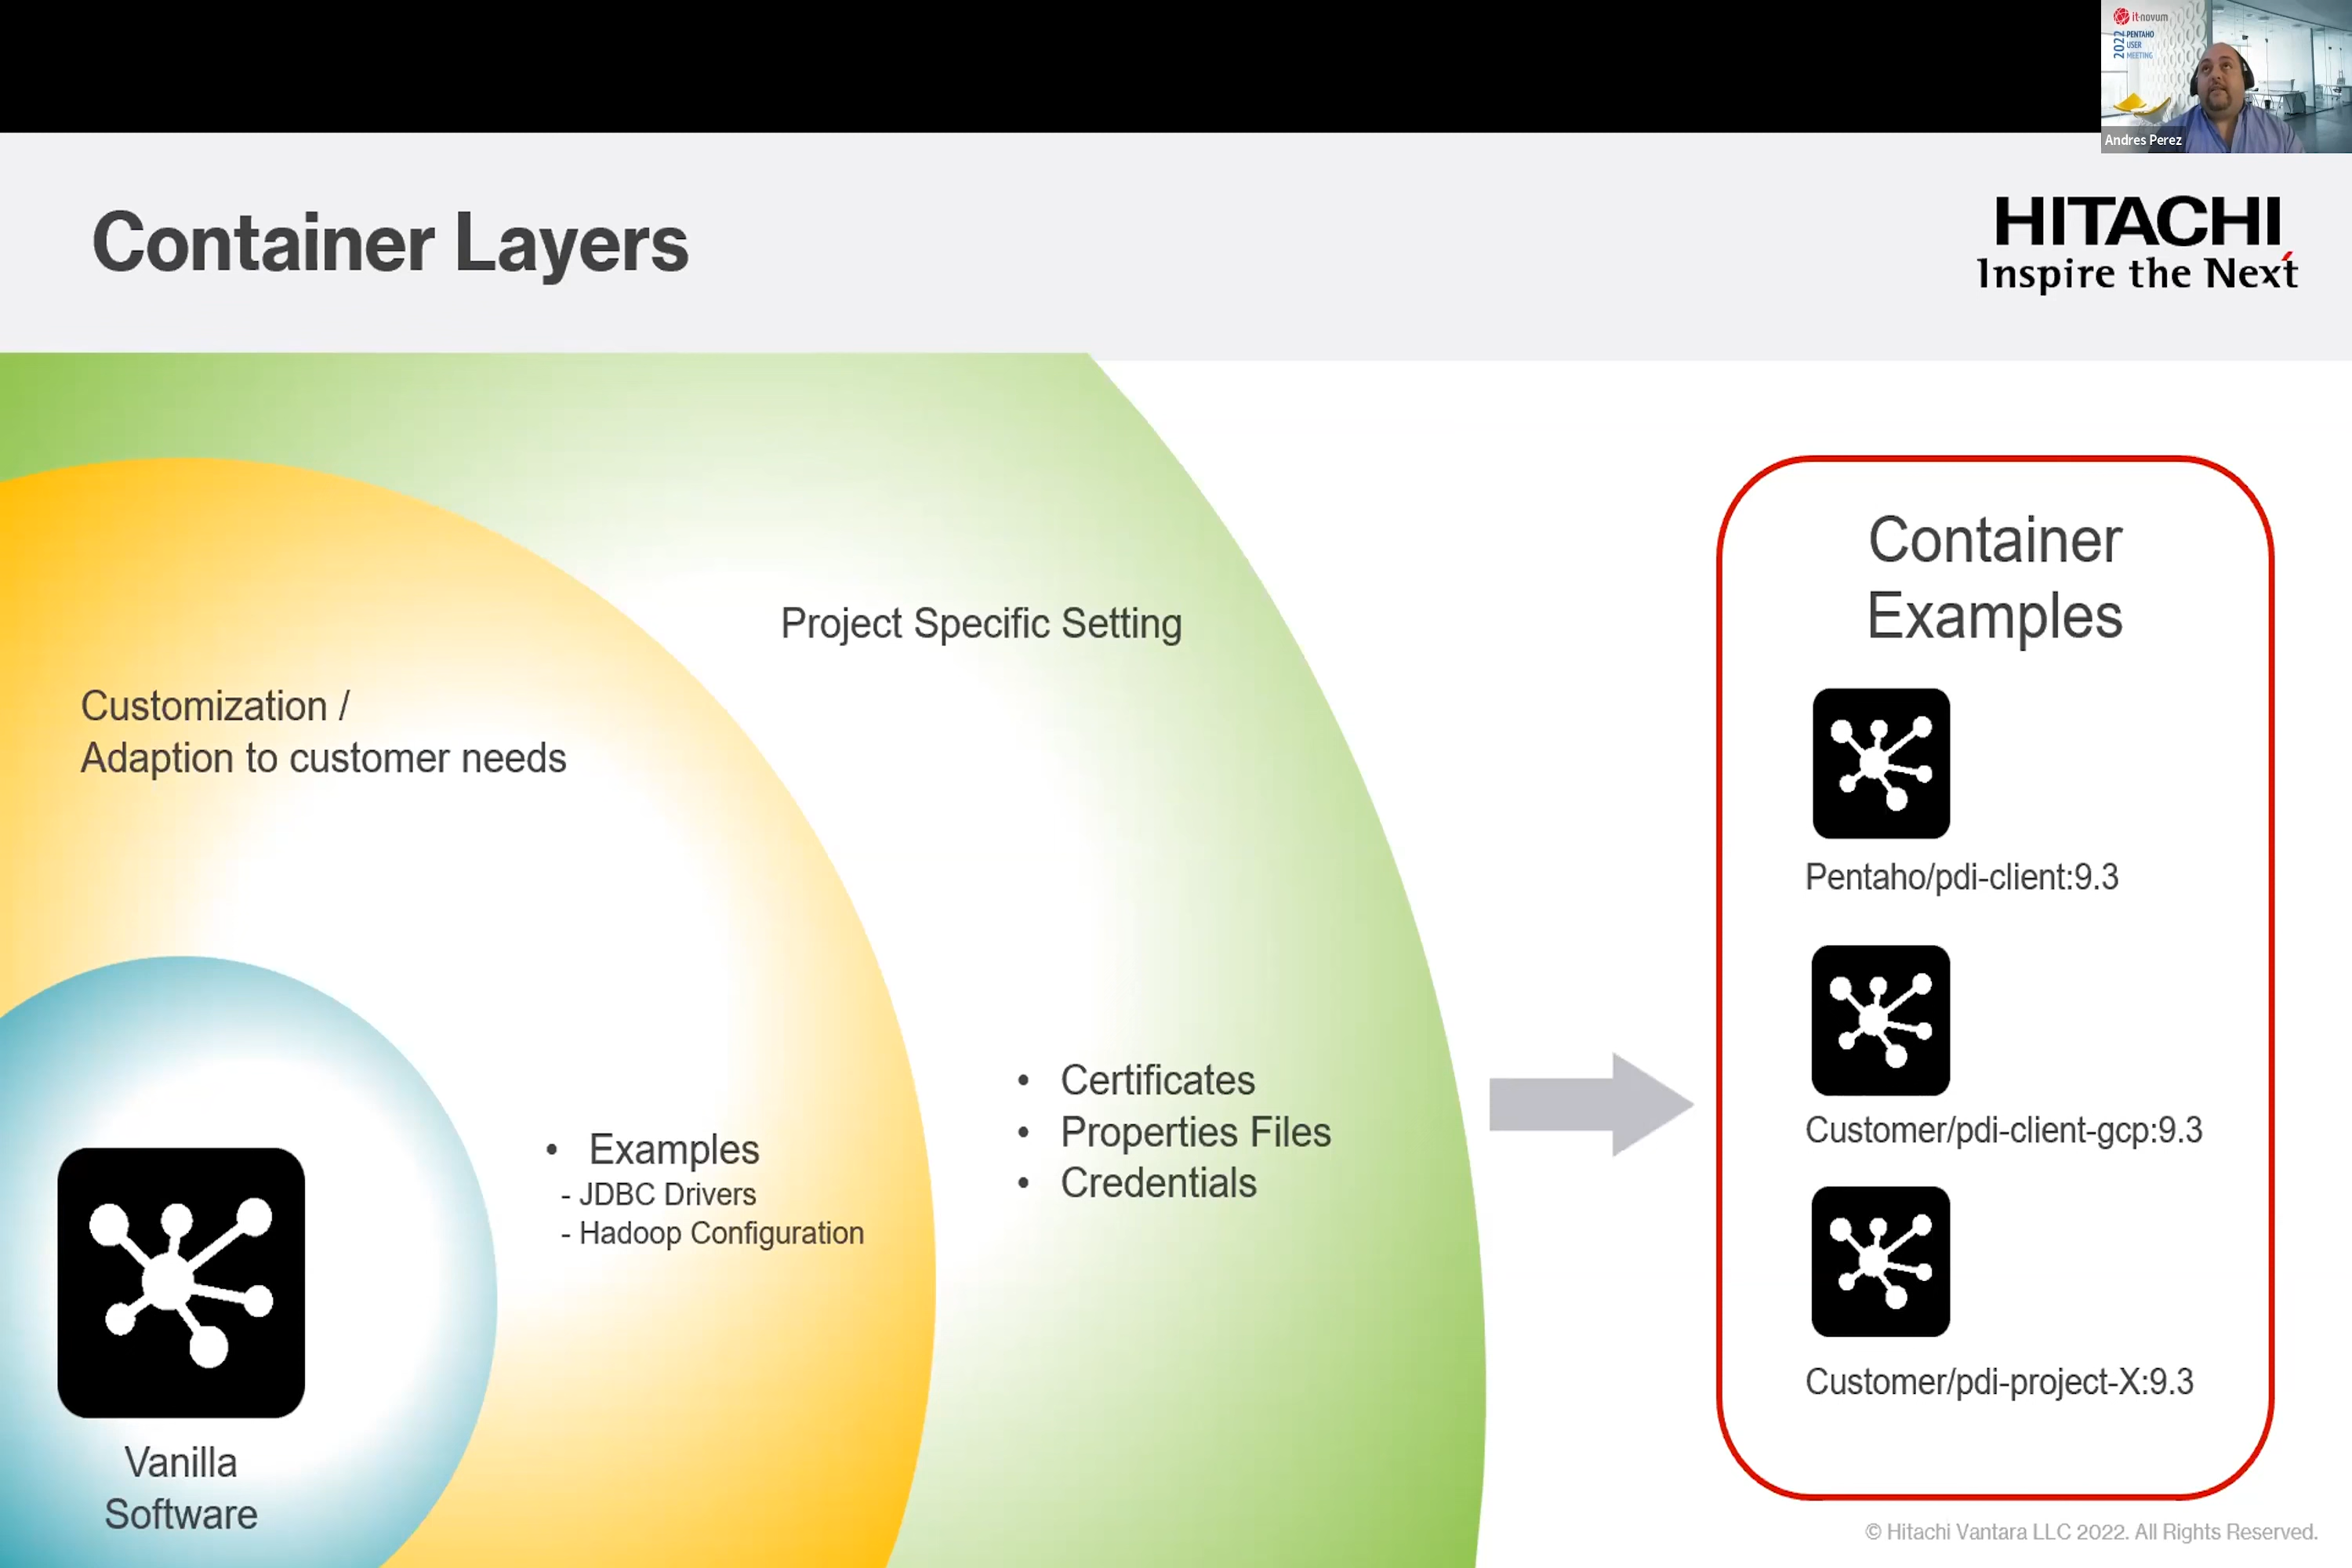 it-novum
2022 PENTAHO
USER
MEETING
Andres Perez
Container Layers
HITACHI
Inspire the Next
Project Specific Setting
Customization /
Adaption to customer needs
• Certificates
• Properties Files
• Credentials
• Examples
- JDBC Drivers
- Hadoop Configuration
Vanilla
Software
Container
Examples
Pentaho/pdi-client:9.3
Customer/pdi-client-gcp:9.3
Customer/pdi-project-X:9.3
© Hitachi Vantara LLC 2022. All Rights Reserved.